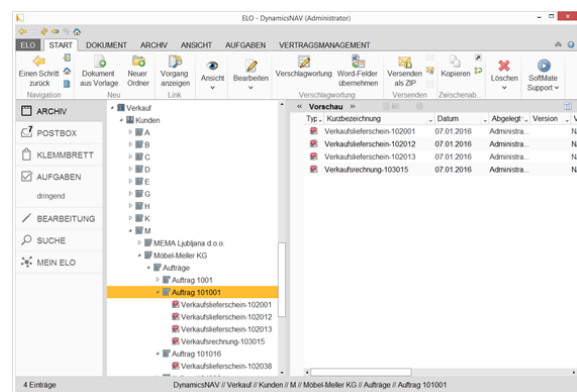 ELO - DynamicsNAV (Administrator)
ELO START DOKUMENT ARCHIV ANSICHT AUFGABEN VERTRAGSMANAGEMENT
Einen Schritt zurück
Navigation
Dokument aus Vorlage
Neuer Ordner
Neu
Vorgang anzeigen
Link
Ansicht
Bearbeiten
Verschlagwortung
Word-Felder übernehmen
Verschlagwortung
Versenden als ZIP
Versenden
Kopieren
Zwischenab...
Löschen
SoftMate Support
ARCHIV
7 POSTBOX
KLEMMBRETT
AUFGABEN
dringend
BEARBEITUNG
SUCHE
MEIN ELO
Verkauf
Kunden
A
B
C
D
E
G
H
K
M
MEMA Ljubljana d.o.o.
Möbel-Meller KG
Aufträge
Auftrag 1001
Auftrag 101001
Verkaufslieferschein-102001
Verkaufslieferschein-102012
Verkaufslieferschein-102013
Verkaufsrechnung-103015
Auftrag 101016
Verkaufslieferschein-102038
« Vorschau »
Typ. Kurzbezeichnung Datum Abgelegt Version V
Verkaufslieferschein-102001 07.01.2016 Administra...
Verkaufslieferschein-102012 07.01.2016 Administra...
Verkaufslieferschein-102013 07.01.2016 Administra...
Verkaufsrechnung-103015 07.01.2016 Administra...
4 Einträge
DynamicsNAV // Verkauf // Kunden // M // Möbel-Meller KG // Aufträge // Auftrag 101001